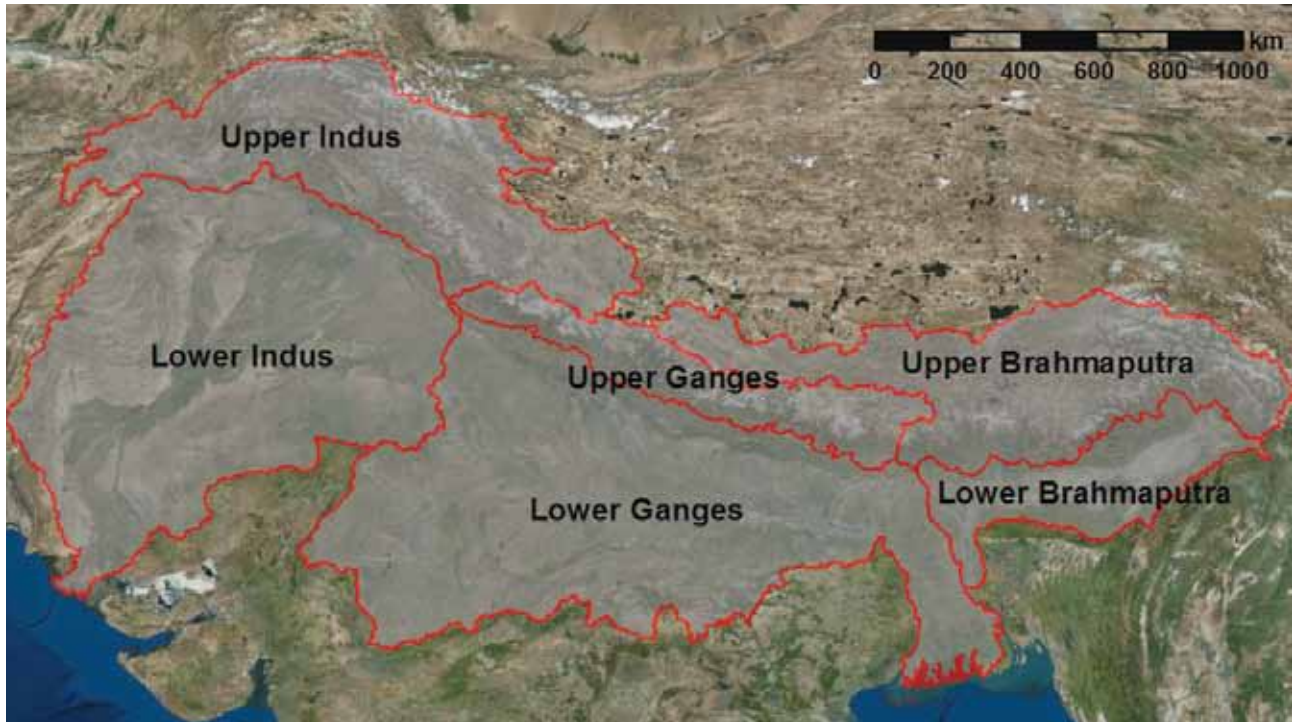 km
0 200 400 600 800 1000
Upper Indus
Lower Indus
Upper Ganges
Upper Brahmaputra
Lower Ganges
Lower Brahmaputra